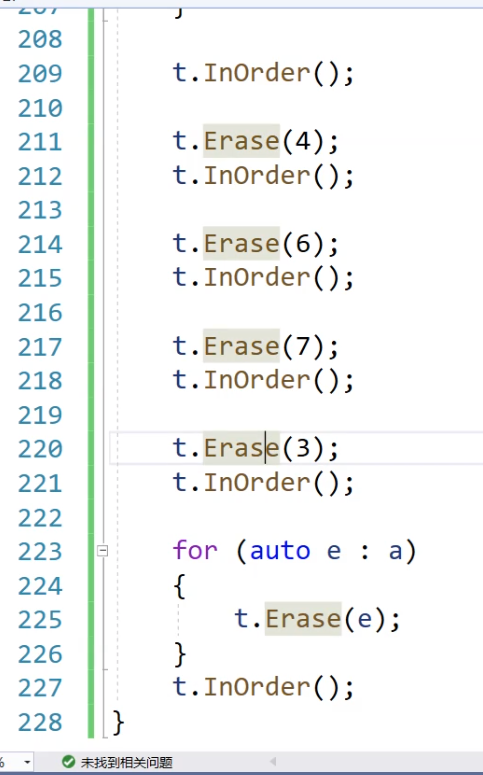 207 }
208
209 t.InOrder();
210
211 t.Erase(4);
212 t.InOrder();
213
214 t.Erase(6);
215 t.InOrder();
216
217 t.Erase(7);
218 t.InOrder();
219
220 t.Erase(3);
221 t.InOrder();
222
223 for (auto e : a)
224 {
225 t.Erase(e);
226 }
227 t.InOrder();
228 }
% 未找到相关问题